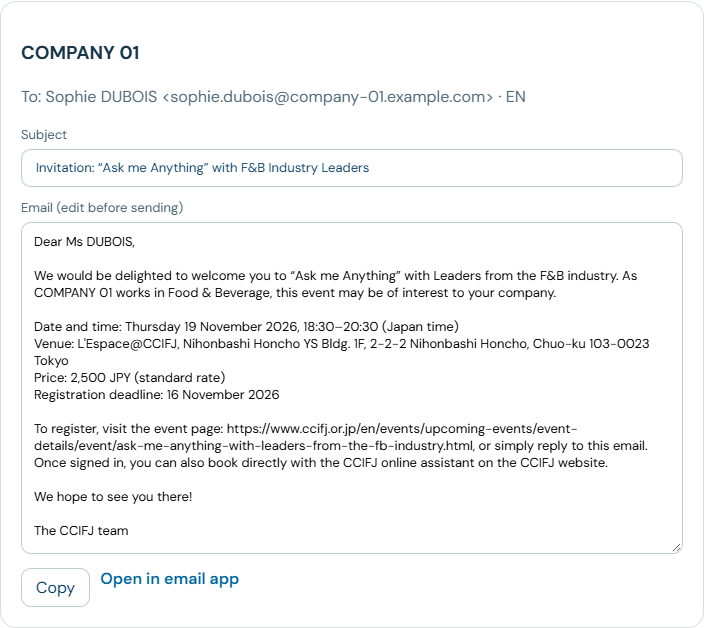 COMPANY 01
To: Sophie DUBOIS <sophie.dubois@company-01.example.com> · EN
Subject
Invitation: “Ask me Anything” with F&B Industry Leaders
Email (edit before sending)
Dear Ms DUBOIS,
We would be delighted to welcome you to “Ask me Anything” with Leaders from the F&B industry. As
COMPANY 01 works in Food & Beverage, this event may be of interest to your company.
Date and time: Thursday 19 November 2026, 18:30–20:30 (Japan time)
Venue: L'Espace@CCIFJ, Nihonbashi Honcho YS Bldg. 1F, 2-2-2 Nihonbashi Honcho, Chuo-ku 103-0023
Tokyo
Price: 2,500 JPY (standard rate)
Registration deadline: 16 November 2026
To register, visit the event page: https://www.ccifj.or.jp/en/events/upcoming-events/event-
details/event/ask-me-anything-with-leaders-from-the-fb-industry.html, or simply reply to this email.
Once signed in, you can also book directly with the CCIFJ online assistant on the CCIFJ website.
We hope to see you there!
The CCIFJ team
Copy
Open in email app